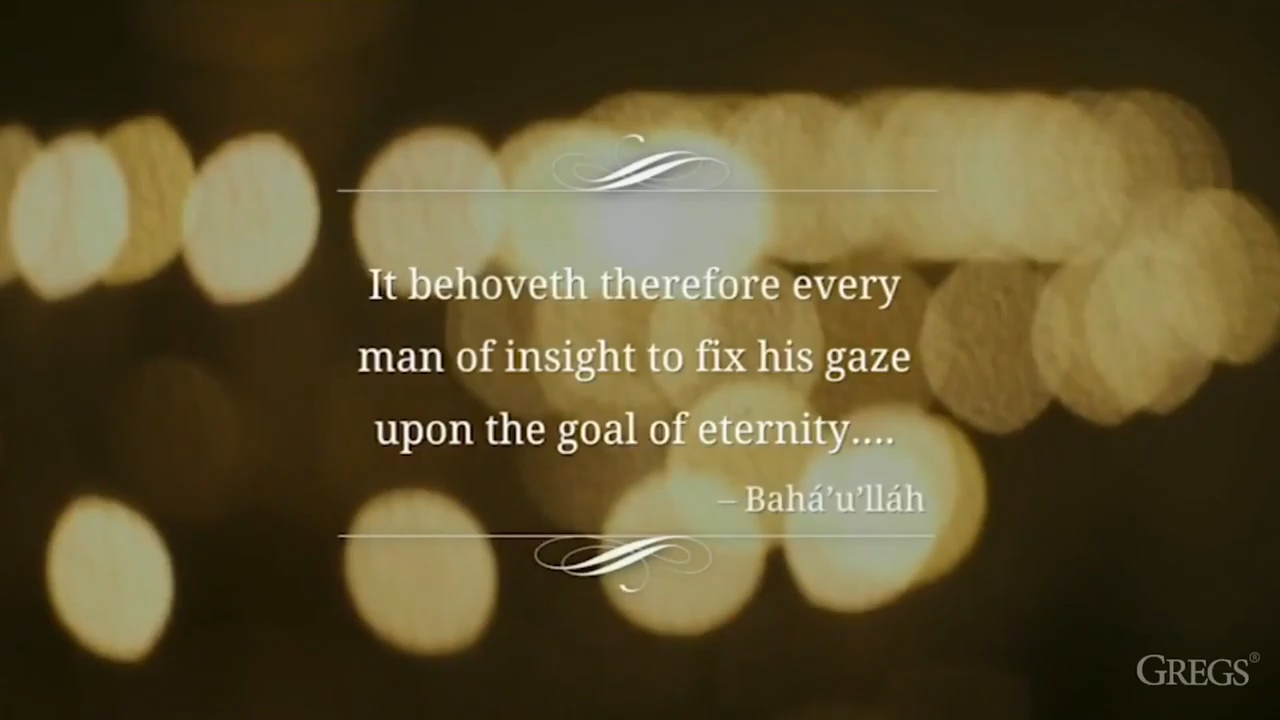 It behoveth therefore every
man of insight to fix his gaze
upon the goal of eternity....
– Bahá’u’lláh
GREGS®